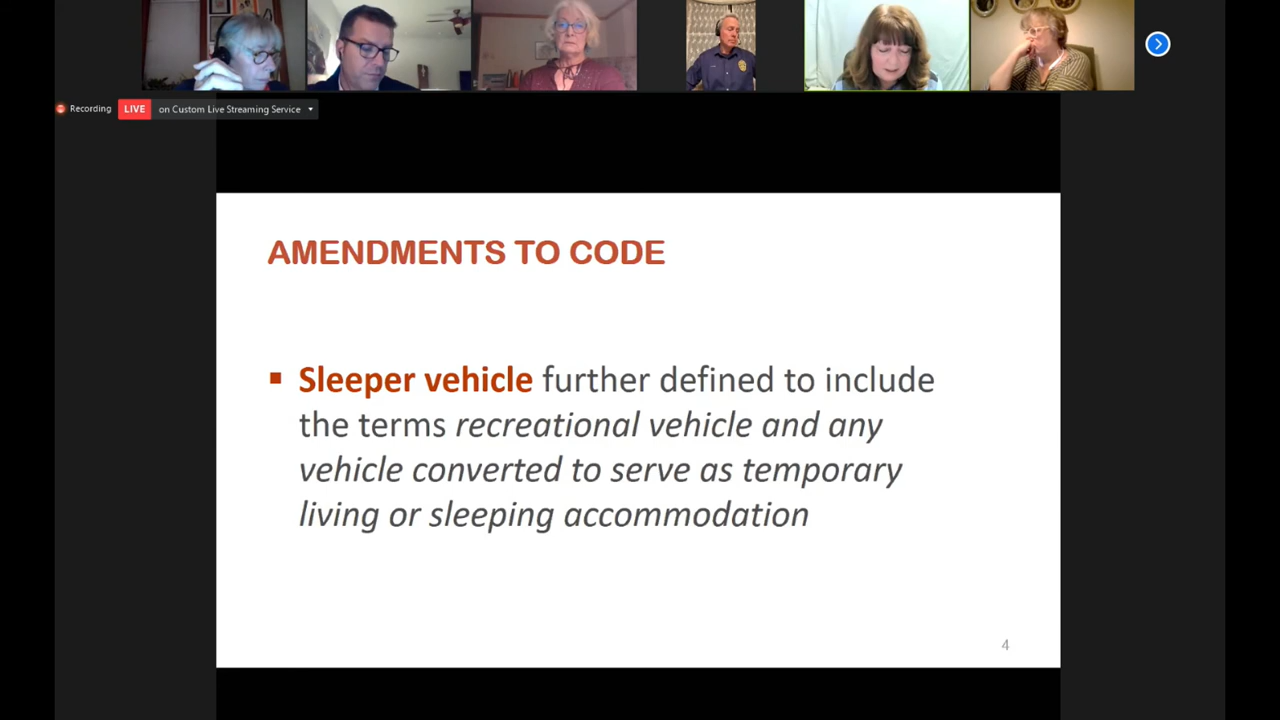 Recording LIVE on Custom Live Streaming Service
AMENDMENTS TO CODE
▪ Sleeper vehicle further defined to include
the terms recreational vehicle and any
vehicle converted to serve as temporary
living or sleeping accommodation
4